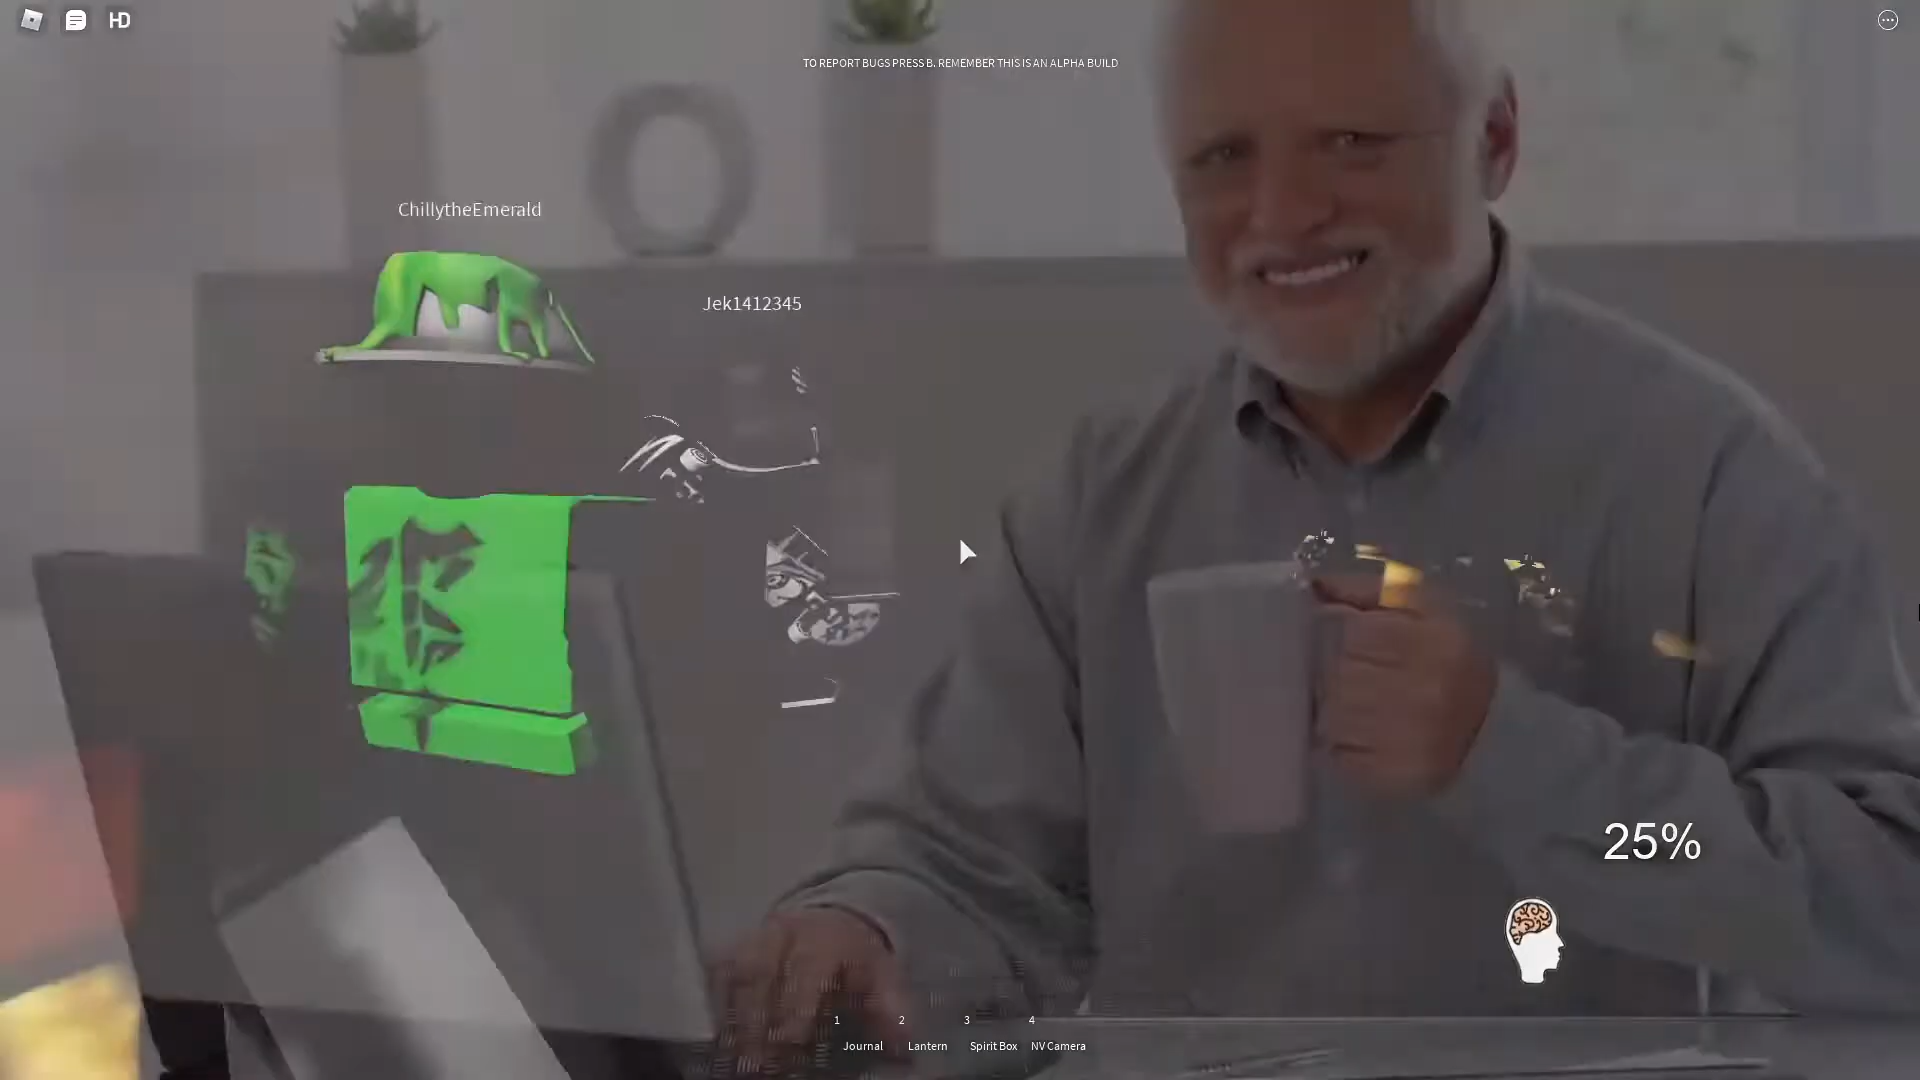 HD
TO REPORT BUGS PRESS B. REMEMBER THIS IS AN ALPHA BUILD
ChillytheEmerald
Jek1412345
25%
1 2 3 4
Journal Lantern Spirit Box NV Camera